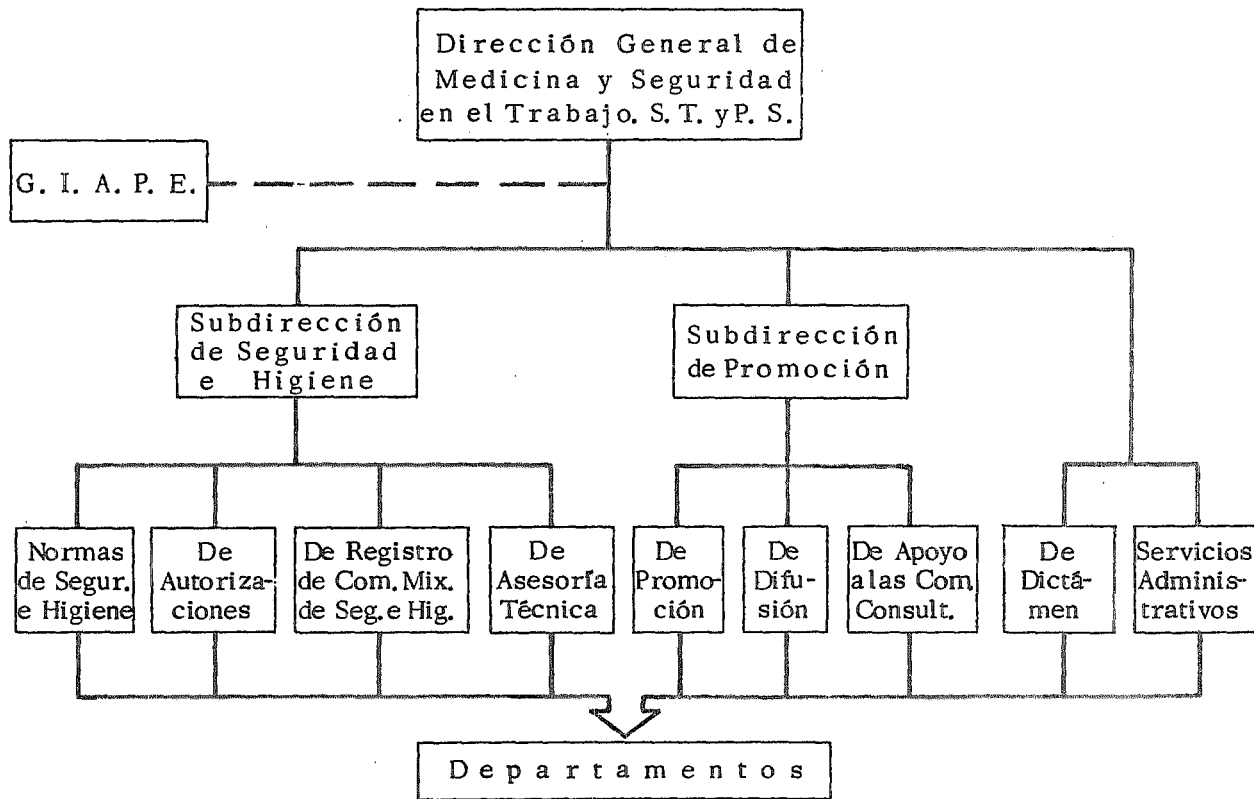 Dirección General de
Medicina y Seguridad
en el Trabajo. S. T. y P. S.
G. I. A. P. E.
Subdirección
de Seguridad
e Higiene
Subdirección
de Promoción
Normas
de Segur.
e Higiene
De
Autoriza-
ciones
De Registro
de Com. Mix.
de Seg. e Hig.
De
Asesoría
Técnica
De
Promo-
ción
De
Difu-
sión
De Apoyo
a las Com.
Consult.
De
Dictá-
men
Servicios
Adminis-
trativos
Departamentos